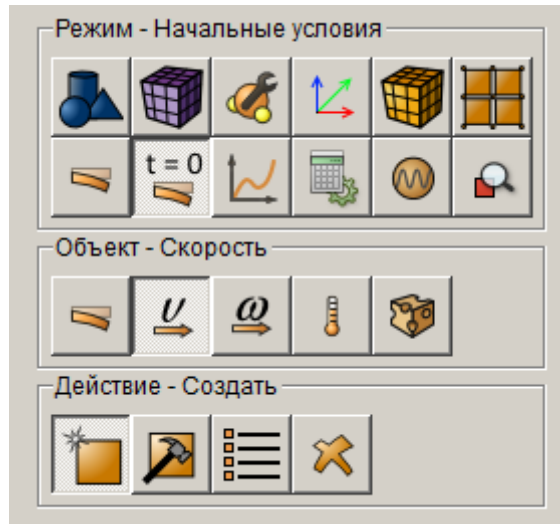 Режим - Начальные условия
t = 0
Объект - Скорость
υ ω
Действие - Создать